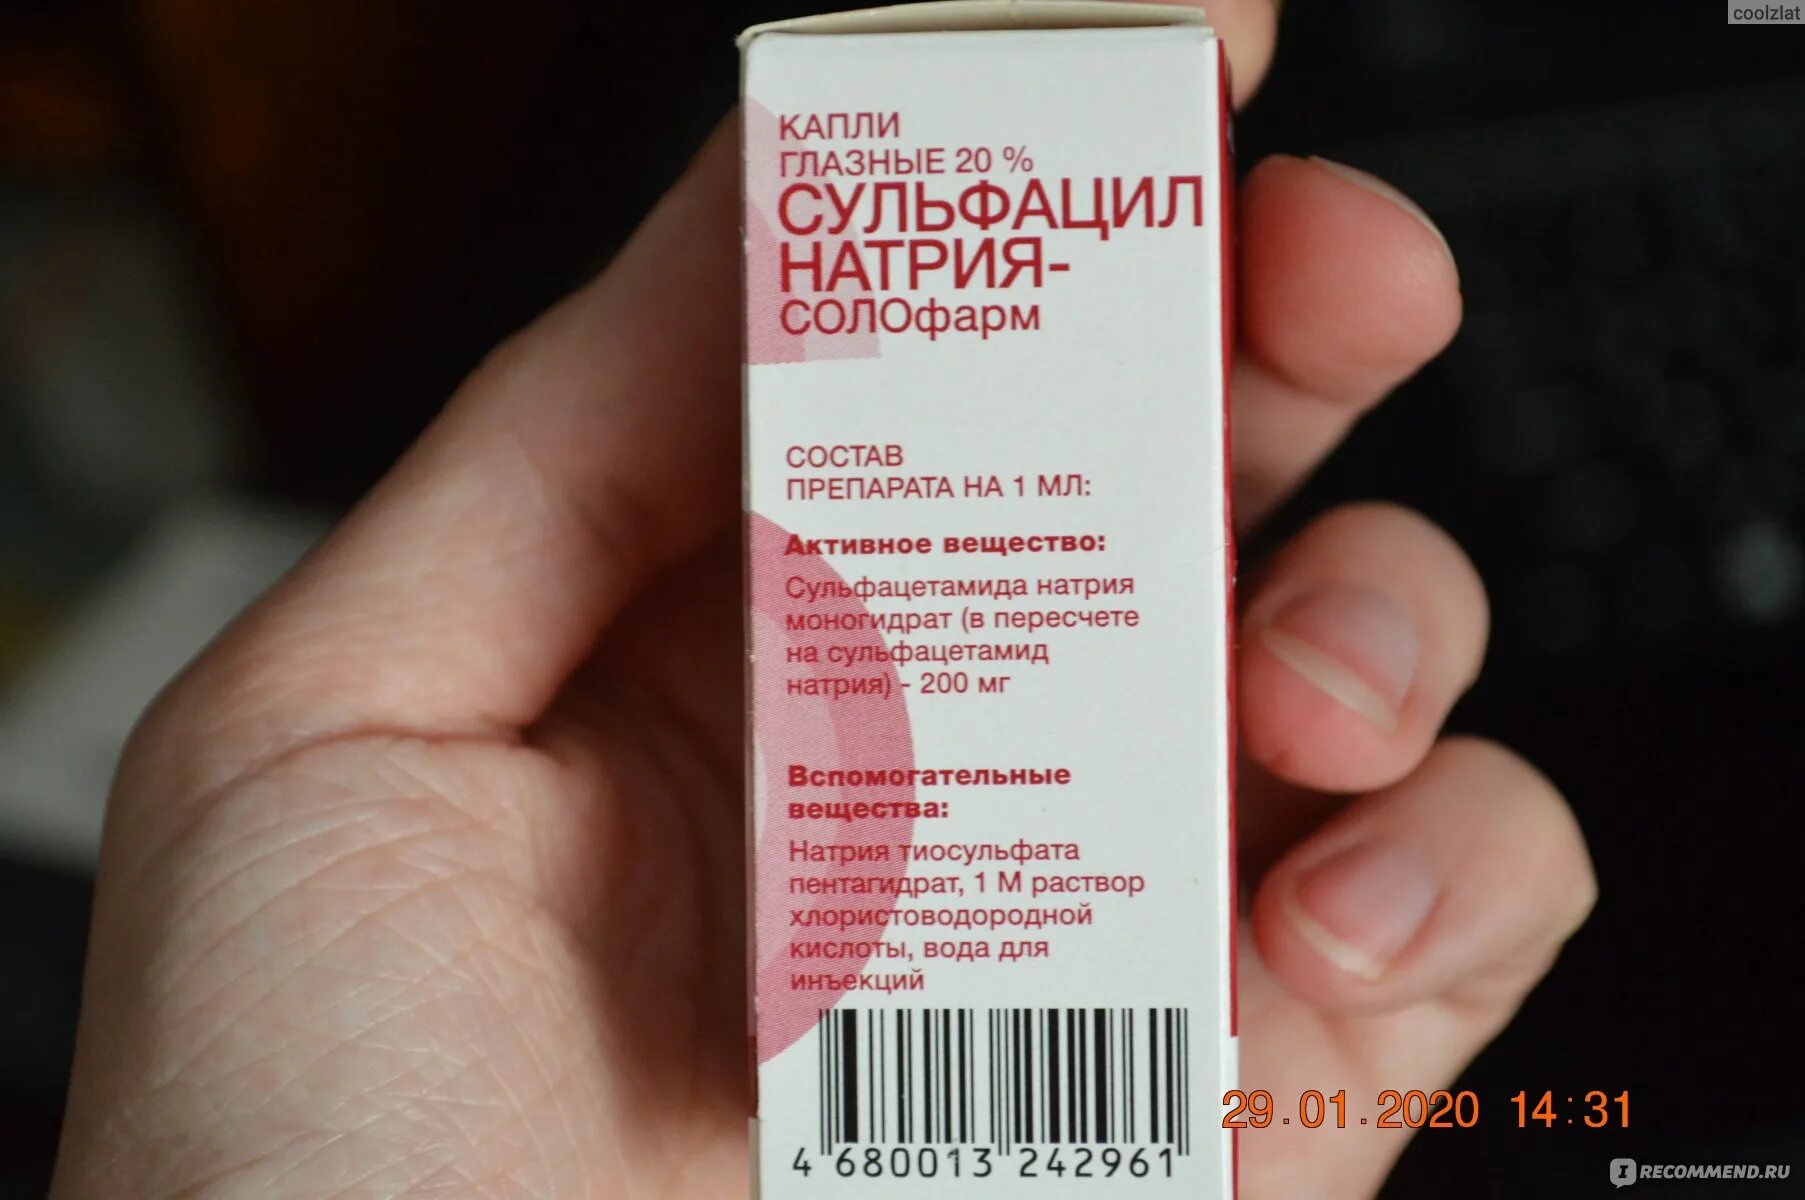 coolzlat
КАПЛИ
ГЛАЗНЫЕ 20 %
СУЛЬФАЦИЛ
НАТРИЯ-
СОЛОфарм
СОСТАВ
ПРЕПАРАТА НА 1 МЛ:
Активное вещество:
Сульфацетамида натрия
моногидрат (в пересчете
на сульфацетамид
натрия) - 200 мг
Вспомогательные
вещества:
Натрия тиосульфата
пентагидрат, 1 М раствор
хлористоводородной
кислоты, вода для
инъекций
4 680013 242961
29.01.2020 14:31
IRECOMMEND.RU